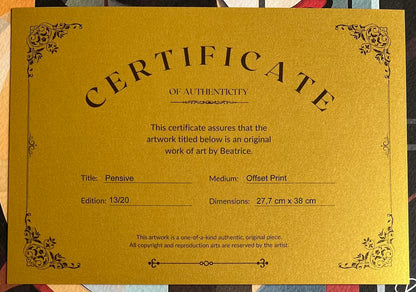 CERTIFICATE
OF AUTHENTICITY
This certificate assures that the
artwork titled below is an original
work of art by Beatrice.
Title: Pensive Medium: Offset Print
Edition: 13/20 Dimensions: 27,7 cm x 38 cm
This artwork is a one-of-a-kind authentic, original piece.
All copyright and reproduction arts are reserved by the artist